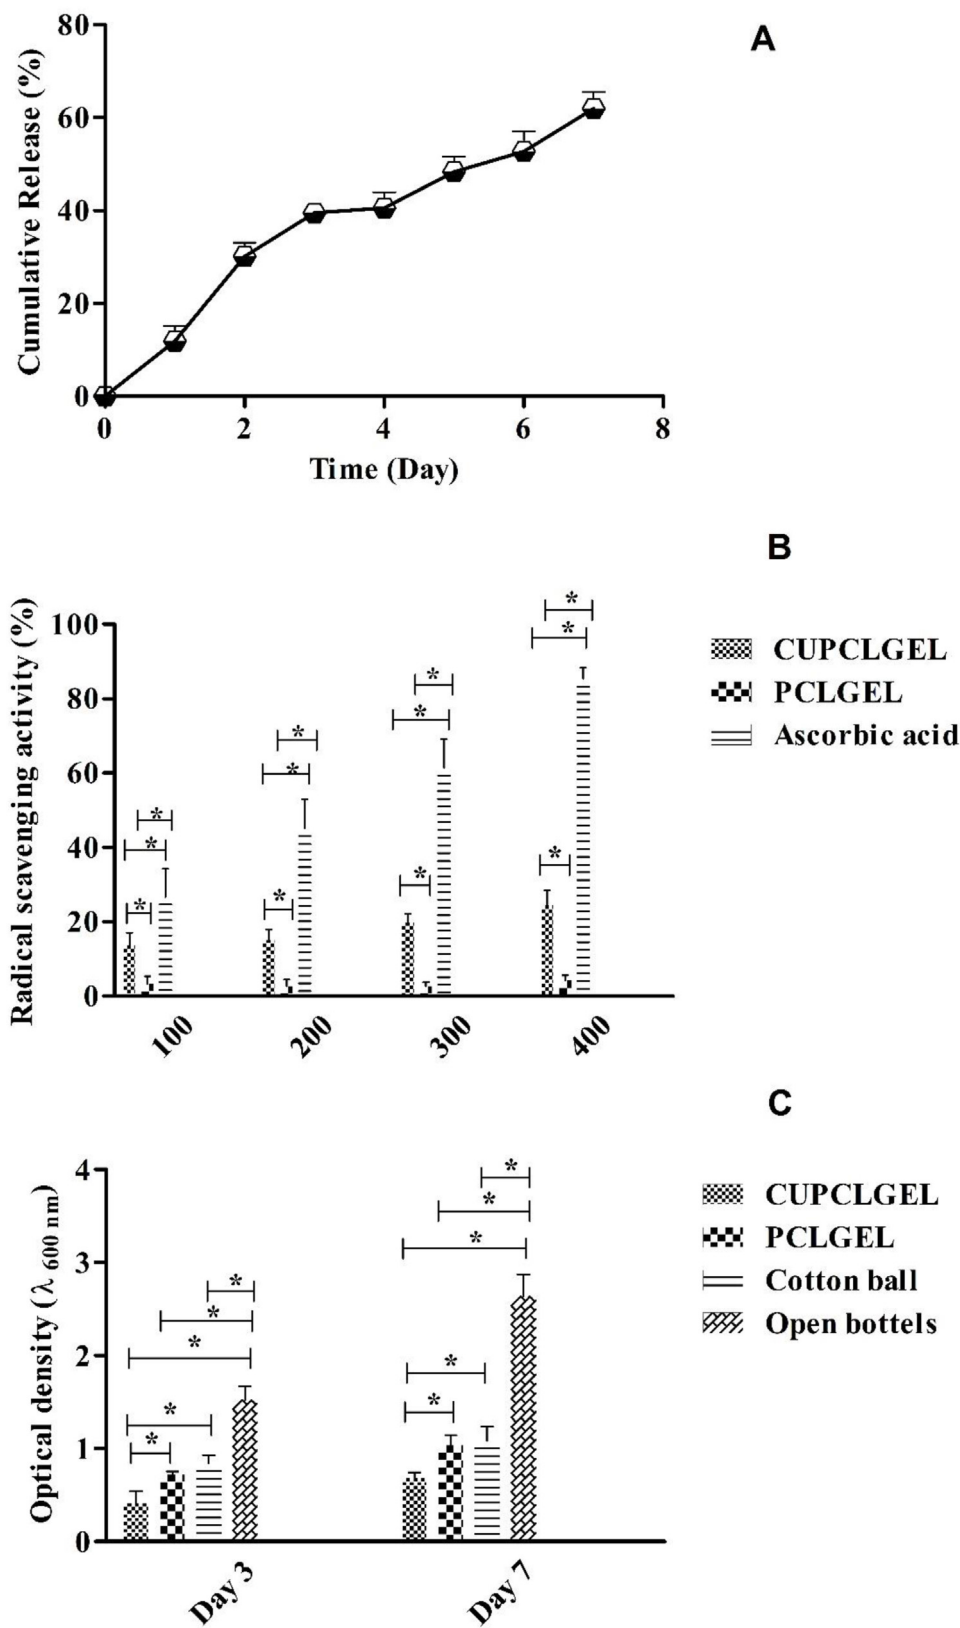 A
Cumulative Release (%)
80
60
40
20
0
0 2 4 6 8
Time (Day)
B
Radical scavenging activity (%)
100
80
60
40
20
0
* * * * * * * * * * * *
100 200 300 400
CUPCLGEL
PCLGEL
Ascorbic acid
C
Optical density (λ 600 nm)
4
3
2
1
0
* * * * * * * * * *
Day 3 Day 7
CUPCLGEL
PCLGEL
Cotton ball
Open bottels